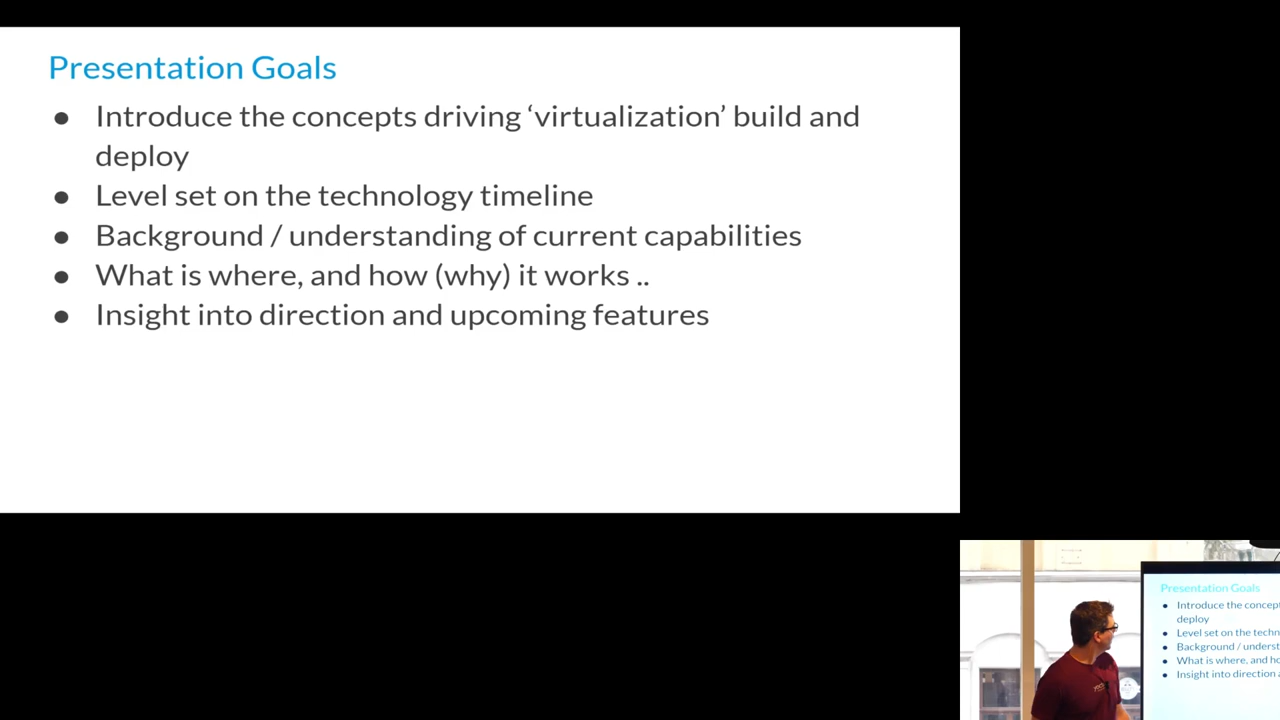 Presentation Goals
● Introduce the concepts driving ‘virtualization’ build and
deploy
● Level set on the technology timeline
● Background / understanding of current capabilities
● What is where, and how (why) it works ..
● Insight into direction and upcoming features
Presentation Goals
● Introduce the concept
deploy
● Level set on the techn
● Background / underst
● What is where, and ho
● Insight into direction a